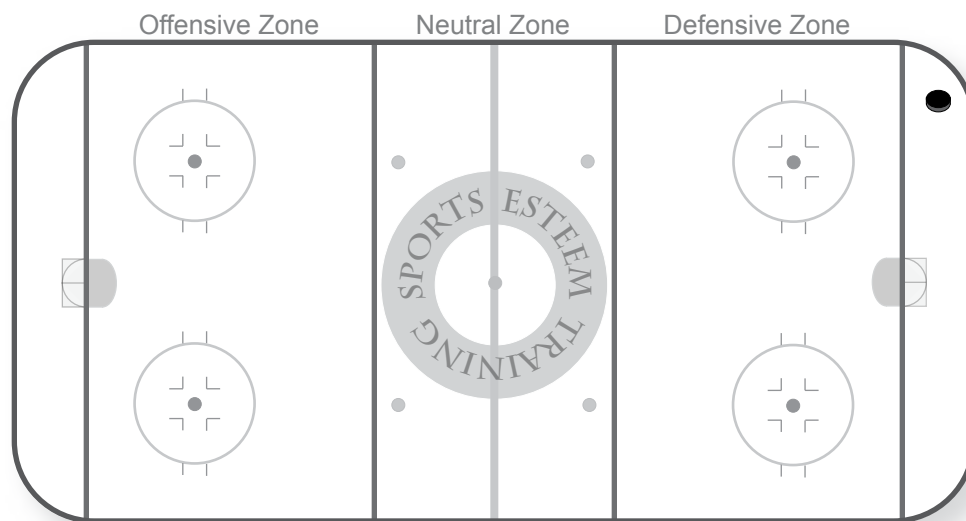 Offensive Zone
Neutral Zone
Defensive Zone
SPORTS ESTEEM TRAINING